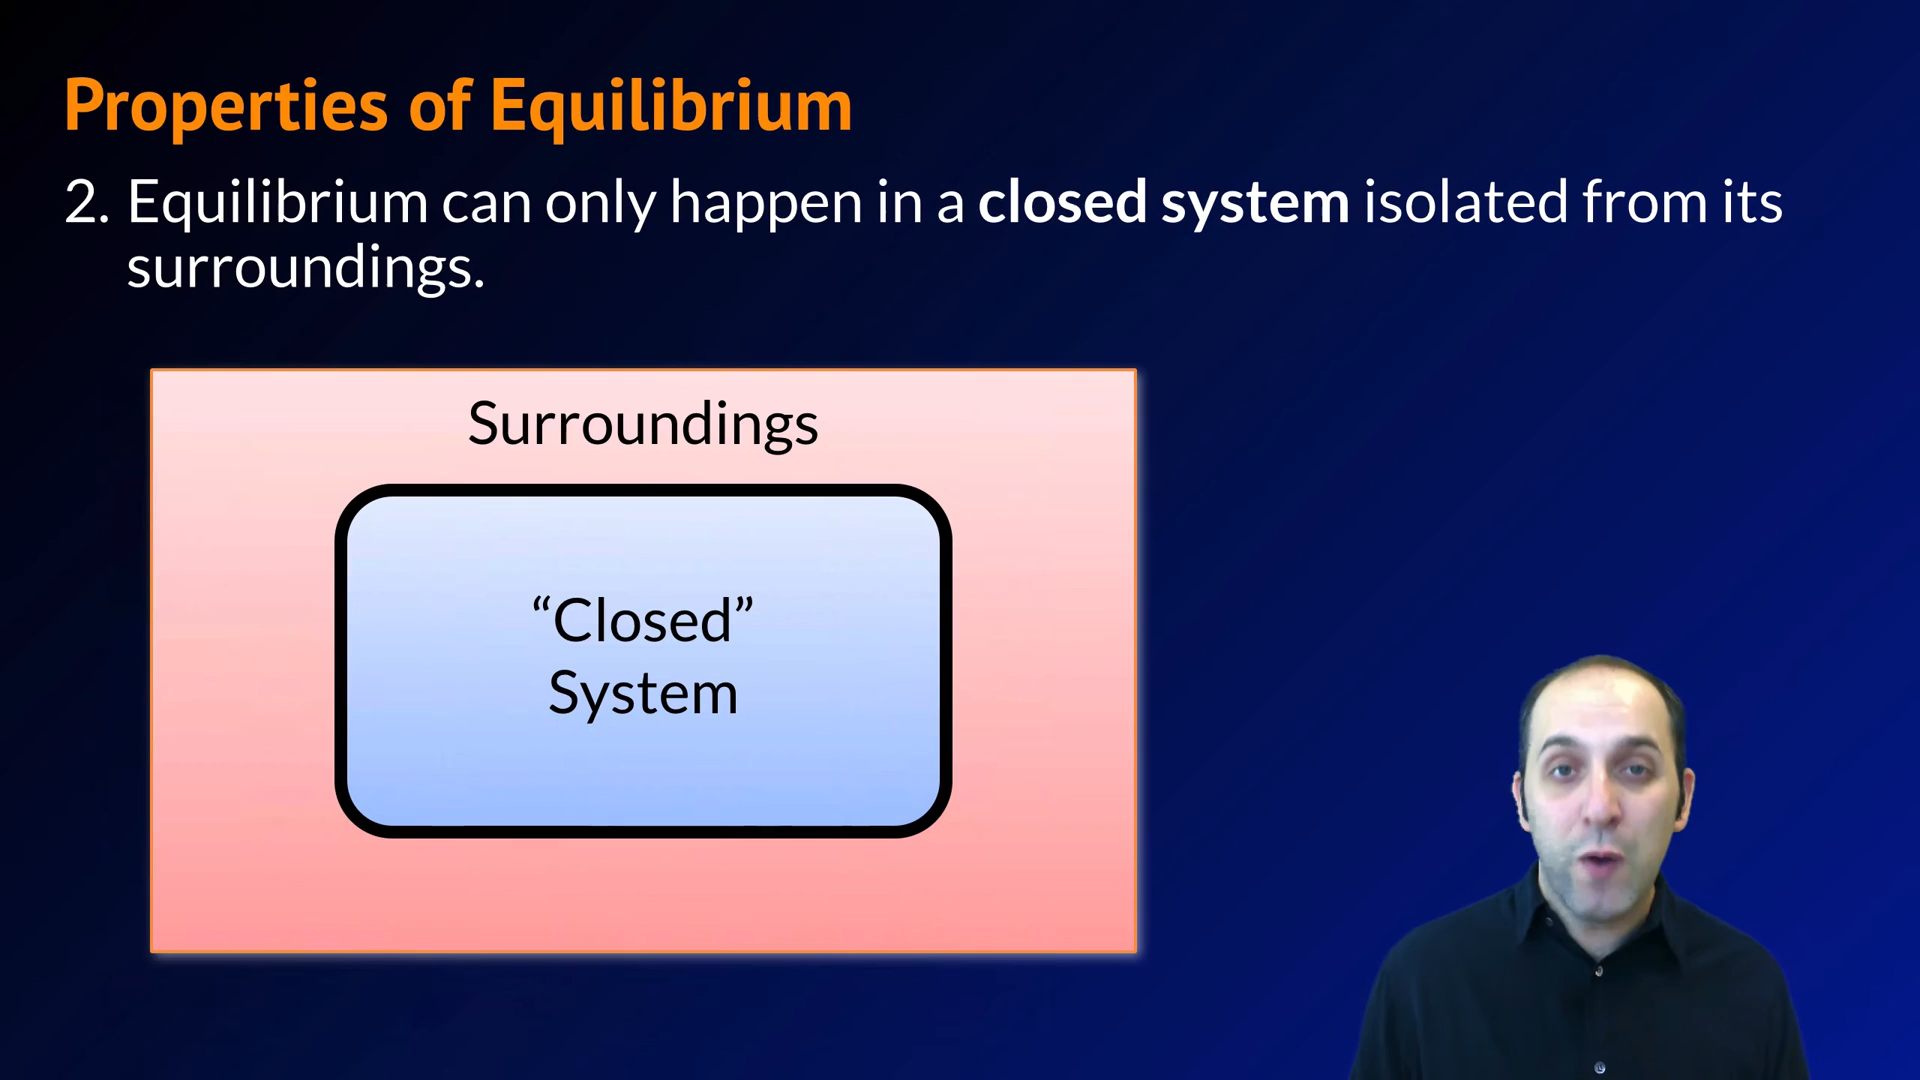 Properties of Equilibrium
2. Equilibrium can only happen in a closed system isolated from its
surroundings.
Surroundings
“Closed”
System